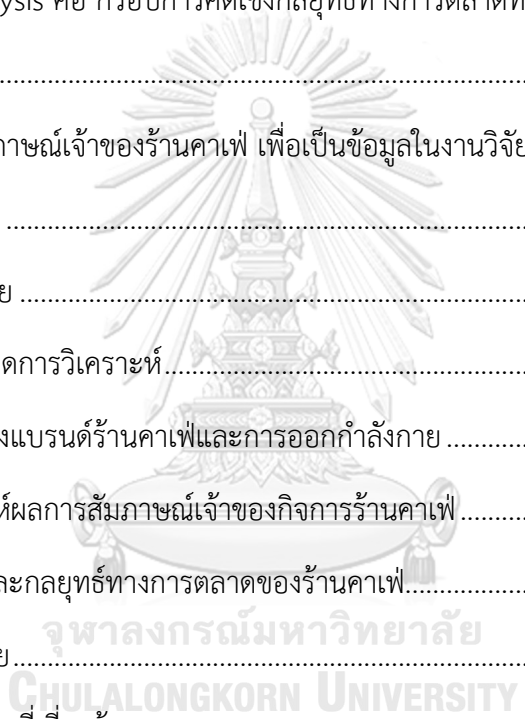 ysis คือ กรอบการคิดเชิงกลยุทธ์ทางการตลาดที่
........................................................................
าษณ์เจ้าของร้านคาเฟ่ เพื่อเป็นข้อมูลในงานวิจัย
........................................................................
ย ........................................................................
ดการวิเคราะห์........................................................
งแบรนด์ร้านคาเฟ่และการออกกำลังกาย ............
ห์ผลการสัมภาษณ์เจ้าของกิจการร้านคาเฟ่ ..........
ละกลยุทธ์ทางการตลาดของร้านคาเฟ่..................
จุฬาลงกรณ์มหาวิทยาลัย
ย........................................................................
CHULALONGKORN UNIVERSITY